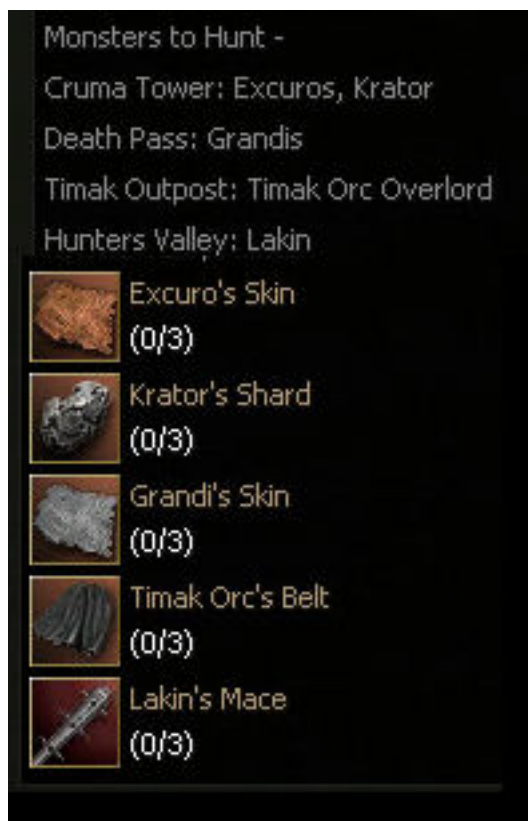 Monsters to Hunt -
Cruma Tower: Excuros, Krator
Death Pass: Grandis
Timak Outpost: Timak Orc Overlord
Hunters Valley: Lakin
Excuro's Skin
(0/3)
Krator's Shard
(0/3)
Grandi's Skin
(0/3)
Timak Orc's Belt
(0/3)
Lakin's Mace
(0/3)